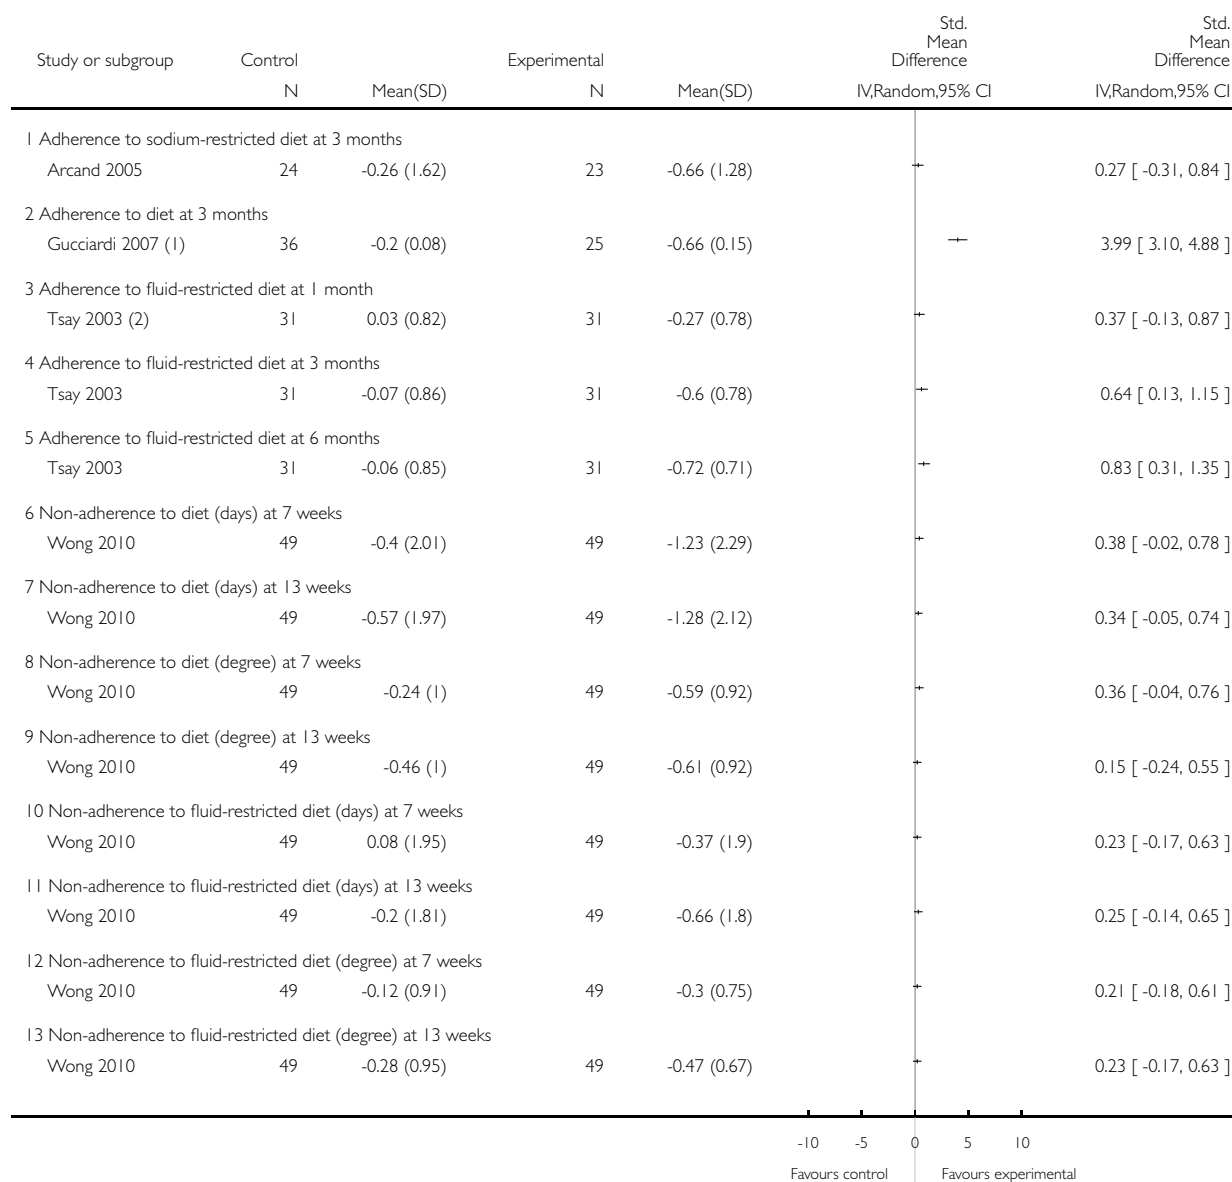 Std. Std.
Mean Mean
Study or subgroup Control Experimental Difference Difference
N Mean(SD) N Mean(SD) IV,Random,95% CI IV,Random,95% CI
1 Adherence to sodium-restricted diet at 3 months
Arcand 2005 24 -0.26 (1.62) 23 -0.66 (1.28) 0.27 [ -0.31, 0.84 ]
2 Adherence to diet at 3 months
Gucciardi 2007 (1) 36 -0.2 (0.08) 25 -0.66 (0.15) 3.99 [ 3.10, 4.88 ]
3 Adherence to fluid-restricted diet at 1 month
Tsay 2003 (2) 31 0.03 (0.82) 31 -0.27 (0.78) 0.37 [ -0.13, 0.87 ]
4 Adherence to fluid-restricted diet at 3 months
Tsay 2003 31 -0.07 (0.86) 31 -0.6 (0.78) 0.64 [ 0.13, 1.15 ]
5 Adherence to fluid-restricted diet at 6 months
Tsay 2003 31 -0.06 (0.85) 31 -0.72 (0.71) 0.83 [ 0.31, 1.35 ]
6 Non-adherence to diet (days) at 7 weeks
Wong 2010 49 -0.4 (2.01) 49 -1.23 (2.29) 0.38 [ -0.02, 0.78 ]
7 Non-adherence to diet (days) at 13 weeks
Wong 2010 49 -0.57 (1.97) 49 -1.28 (2.12) 0.34 [ -0.05, 0.74 ]
8 Non-adherence to diet (degree) at 7 weeks
Wong 2010 49 -0.24 (1) 49 -0.59 (0.92) 0.36 [ -0.04, 0.76 ]
9 Non-adherence to diet (degree) at 13 weeks
Wong 2010 49 -0.46 (1) 49 -0.61 (0.92) 0.15 [ -0.24, 0.55 ]
10 Non-adherence to fluid-restricted diet (days) at 7 weeks
Wong 2010 49 0.08 (1.95) 49 -0.37 (1.9) 0.23 [ -0.17, 0.63 ]
11 Non-adherence to fluid-restricted diet (days) at 13 weeks
Wong 2010 49 -0.2 (1.81) 49 -0.66 (1.8) 0.25 [ -0.14, 0.65 ]
12 Non-adherence to fluid-restricted diet (degree) at 7 weeks
Wong 2010 49 -0.12 (0.91) 49 -0.3 (0.75) 0.21 [ -0.18, 0.61 ]
13 Non-adherence to fluid-restricted diet (degree) at 13 weeks
Wong 2010 49 -0.28 (0.95) 49 -0.47 (0.67) 0.23 [ -0.17, 0.63 ]
-10 -5 0 5 10
Favours control Favours experimental